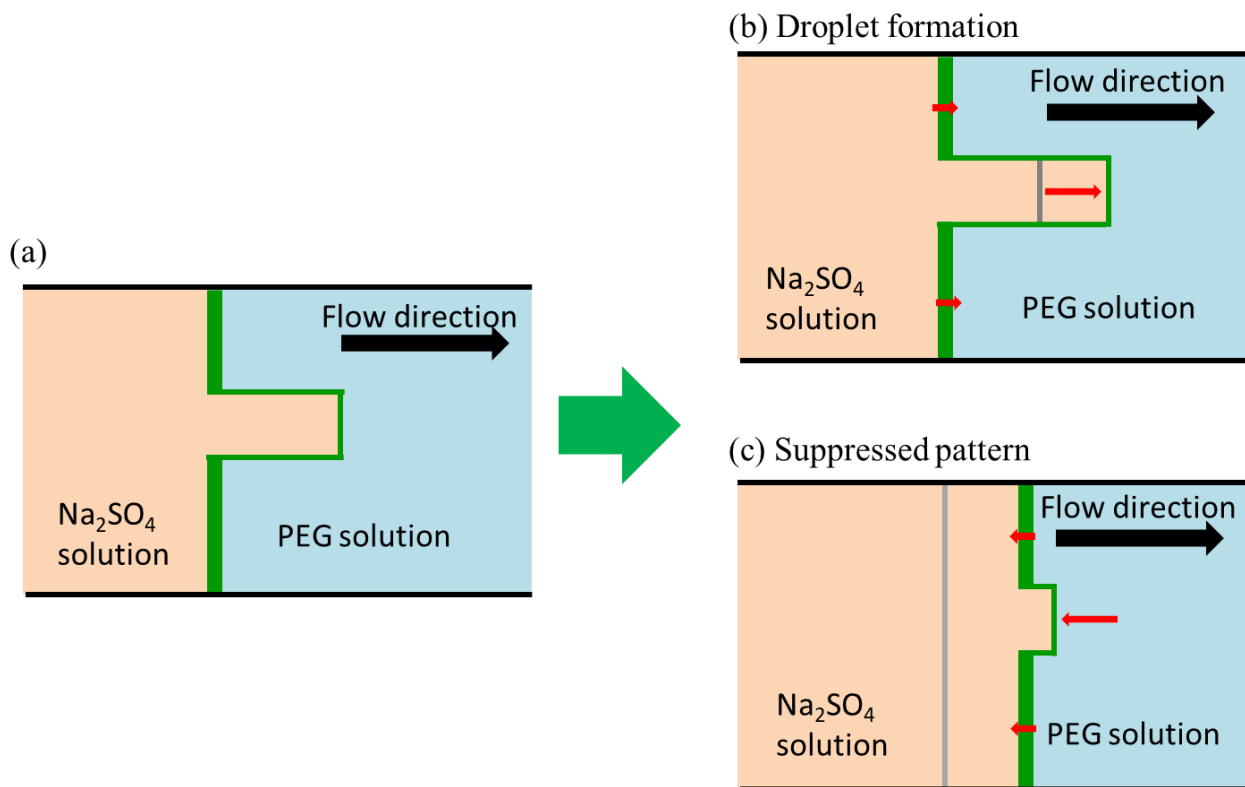 (a)
Flow direction
Na₂SO₄
solution
PEG solution
(b) Droplet formation
Flow direction
Na₂SO₄
solution
PEG solution
(c) Suppressed pattern
Flow direction
Na₂SO₄
solution
PEG solution